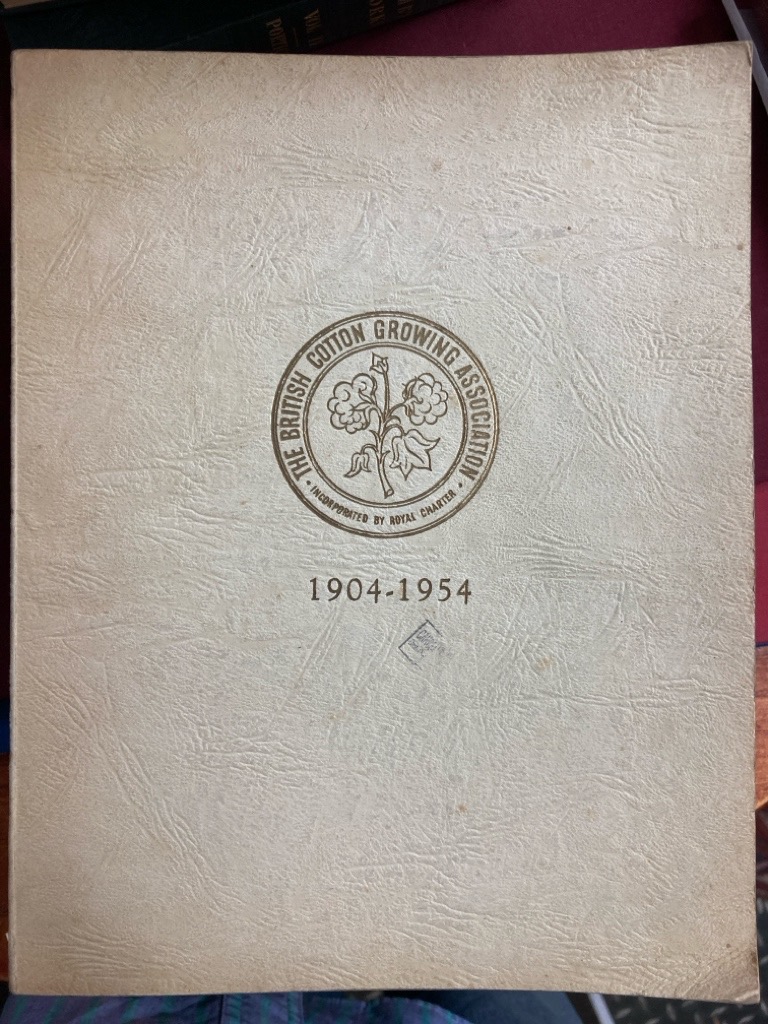 THE BRITISH COTTON GROWING ASSOCIATION
• INCORPORATED BY ROYAL CHARTER •
1904-1954